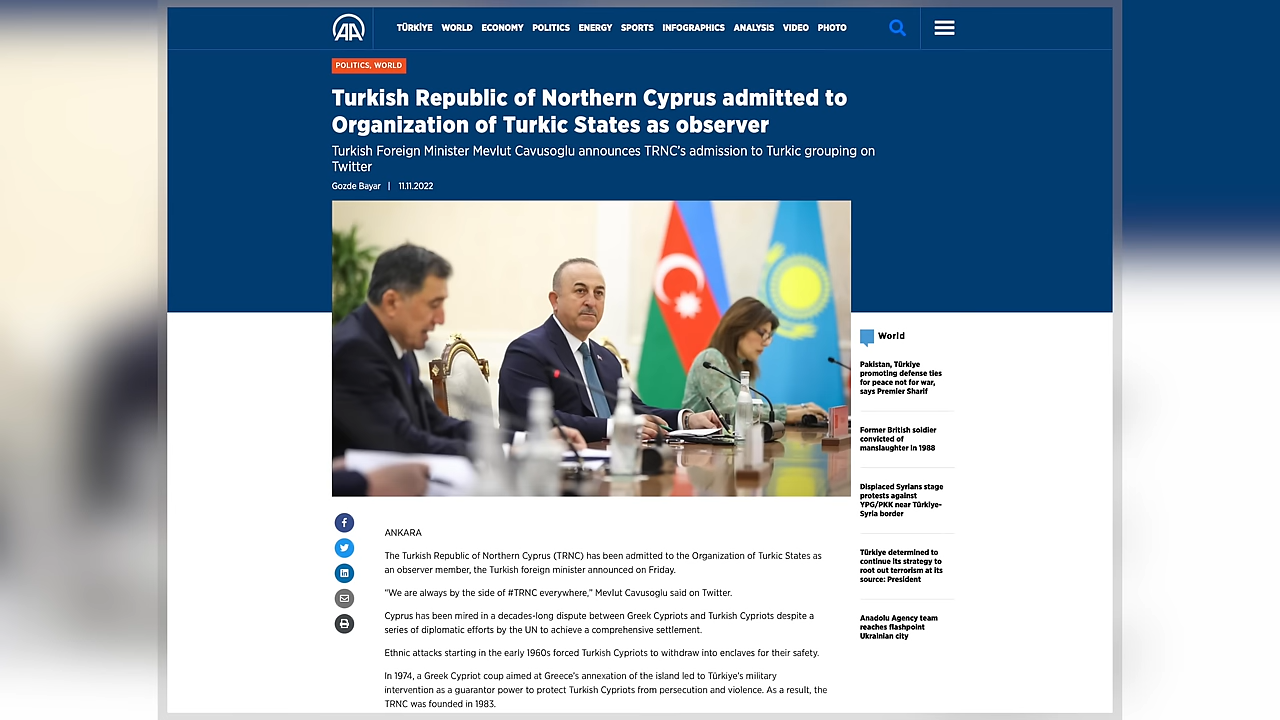 AA
TÜRKİYE WORLD ECONOMY POLITICS ENERGY SPORTS INFOGRAPHICS ANALYSIS VIDEO PHOTO
POLITICS, WORLD
Turkish Republic of Northern Cyprus admitted to
Organization of Turkic States as observer
Turkish Foreign Minister Mevlut Cavusoglu announces TRNC's admission to Turkic grouping on
Twitter
Gozde Bayar | 11.11.2022
World
Pakistan, Türkiye
promoting defense ties
for peace not for war,
says Premier Sharif
Former British soldier
convicted of
manslaughter in 1988
Displaced Syrians stage
protests against
YPG/PKK near Türkiye-
Syria border
Türkiye determined to
continue its strategy to
root out terrorism at its
source: President
Anadolu Agency team
reaches flashpoint
Ukrainian city
ANKARA
The Turkish Republic of Northern Cyprus (TRNC) has been admitted to the Organization of Turkic States as
an observer member, the Turkish foreign minister announced on Friday.
"We are always by the side of #TRNC everywhere," Mevlut Cavusoglu said on Twitter.
Cyprus has been mired in a decades-long dispute between Greek Cypriots and Turkish Cypriots despite a
series of diplomatic efforts by the UN to achieve a comprehensive settlement.
Ethnic attacks starting in the early 1960s forced Turkish Cypriots to withdraw into enclaves for their safety.
In 1974, a Greek Cypriot coup aimed at Greece's annexation of the island led to Türkiye's military
intervention as a guarantor power to protect Turkish Cypriots from persecution and violence. As a result, the
TRNC was founded in 1983.